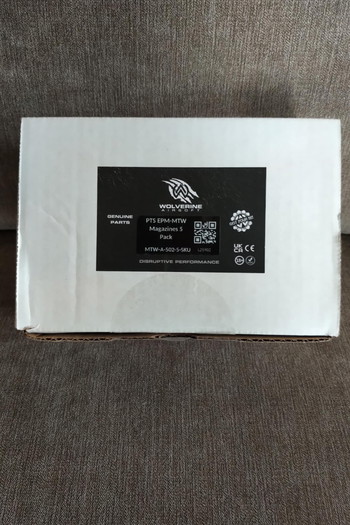 WOLVERINE
AIRSOFT
GENUINE
PARTS
PTS EPM-MTW
Magazines 5
Pack
MTW-A-502-5-SKU
DISRUPTIVE PERFORMANCE
UK
CA
CE